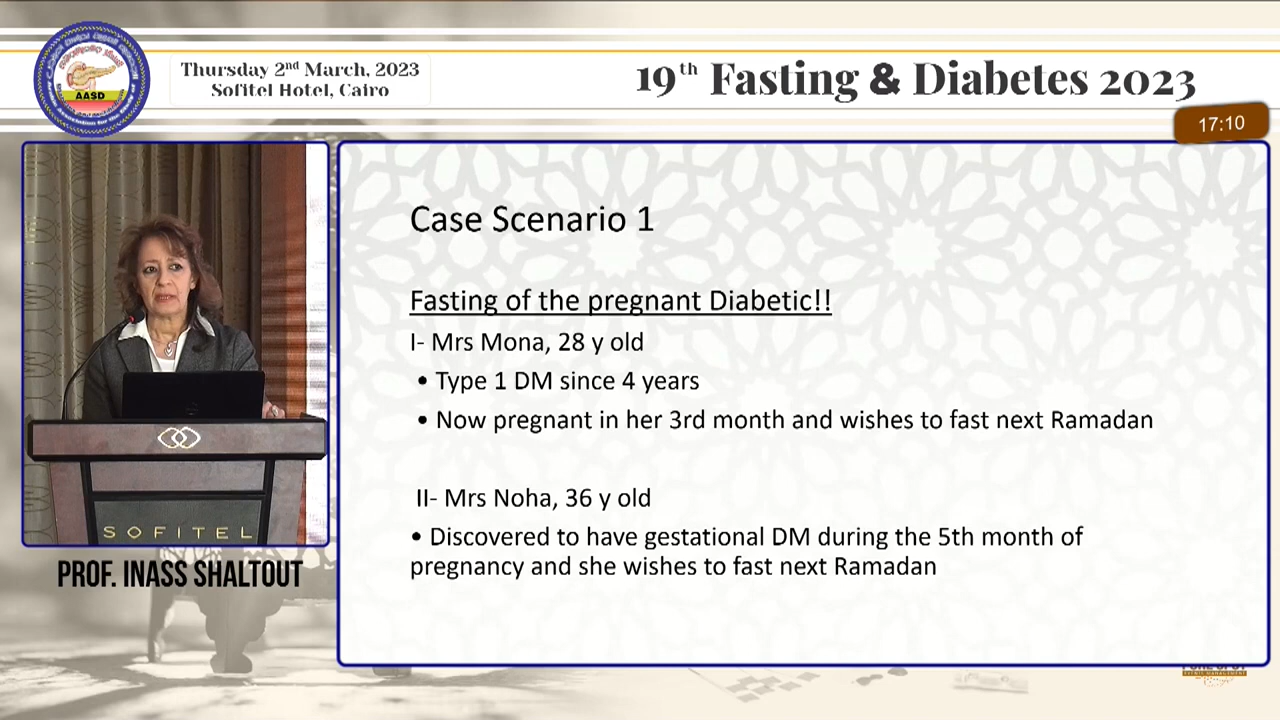 AASD
Thursday 2nd March, 2023
Sofitel Hotel, Cairo
19th Fasting & Diabetes 2023
17:10
Case Scenario 1
Fasting of the pregnant Diabetic!!
I- Mrs Mona, 28 y old
• Type 1 DM since 4 years
• Now pregnant in her 3rd month and wishes to fast next Ramadan
II- Mrs Noha, 36 y old
• Discovered to have gestational DM during the 5th month of
pregnancy and she wishes to fast next Ramadan
SOFITEL
PROF. INASS SHALTOUT